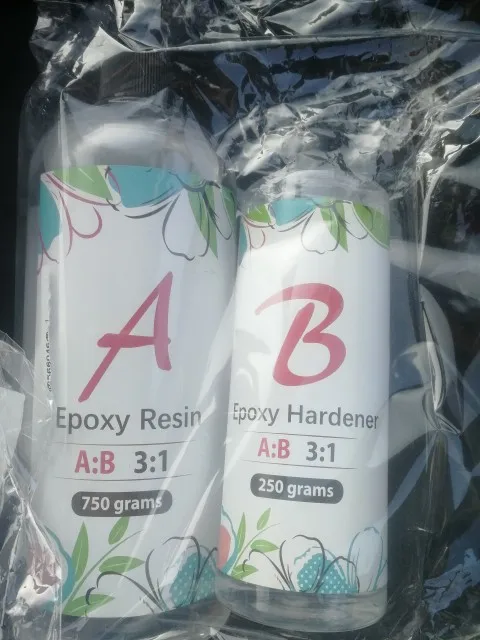 A
Epoxy Resin
A:B 3:1
750 grams
B
Epoxy Hardener
A:B 3:1
250 grams